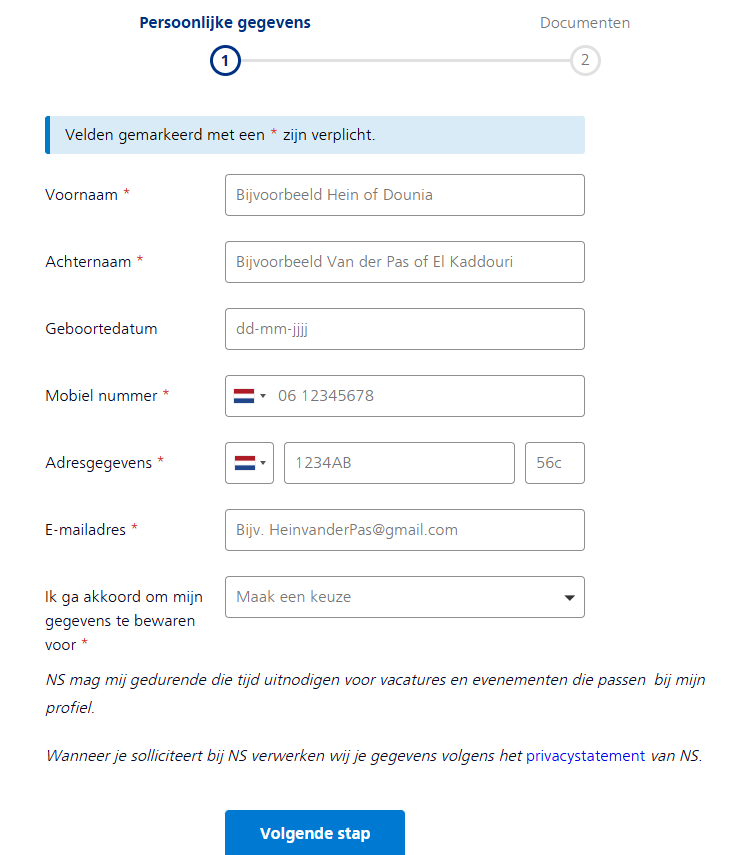 Persoonlijke gegevens
Documenten
1
2
Velden gemarkeerd met een * zijn verplicht.
Voornaam *
Bijvoorbeeld Hein of Dounia
Achternaam *
Bijvoorbeeld Van der Pas of El Kaddouri
Geboortedatum
dd-mm-jjjj
Mobiel nummer *
06 12345678
Adresgegevens *
1234AB
56c
E-mailadres *
Bijv. HeinvanderPas@gmail.com
Ik ga akkoord om mijn
gegevens te bewaren
voor *
Maak een keuze
NS mag mij gedurende die tijd uitnodigen voor vacatures en evenementen die passen bij mijn
profiel.
Wanneer je solliciteert bij NS verwerken wij je gegevens volgens het privacystatement van NS.
Volgende stap